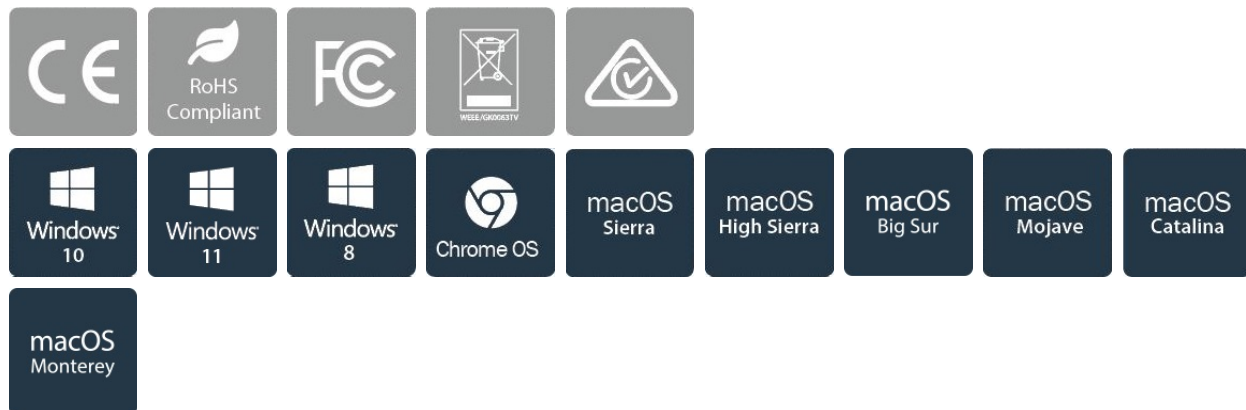 CE
RoHS
Compliant
FC
WEEE/GK0083TV
Windows
10
Windows
11
Windows
8
Chrome OS
macOS
Sierra
macOS
High Sierra
macOS
Big Sur
macOS
Mojave
macOS
Catalina
macOS
Monterey